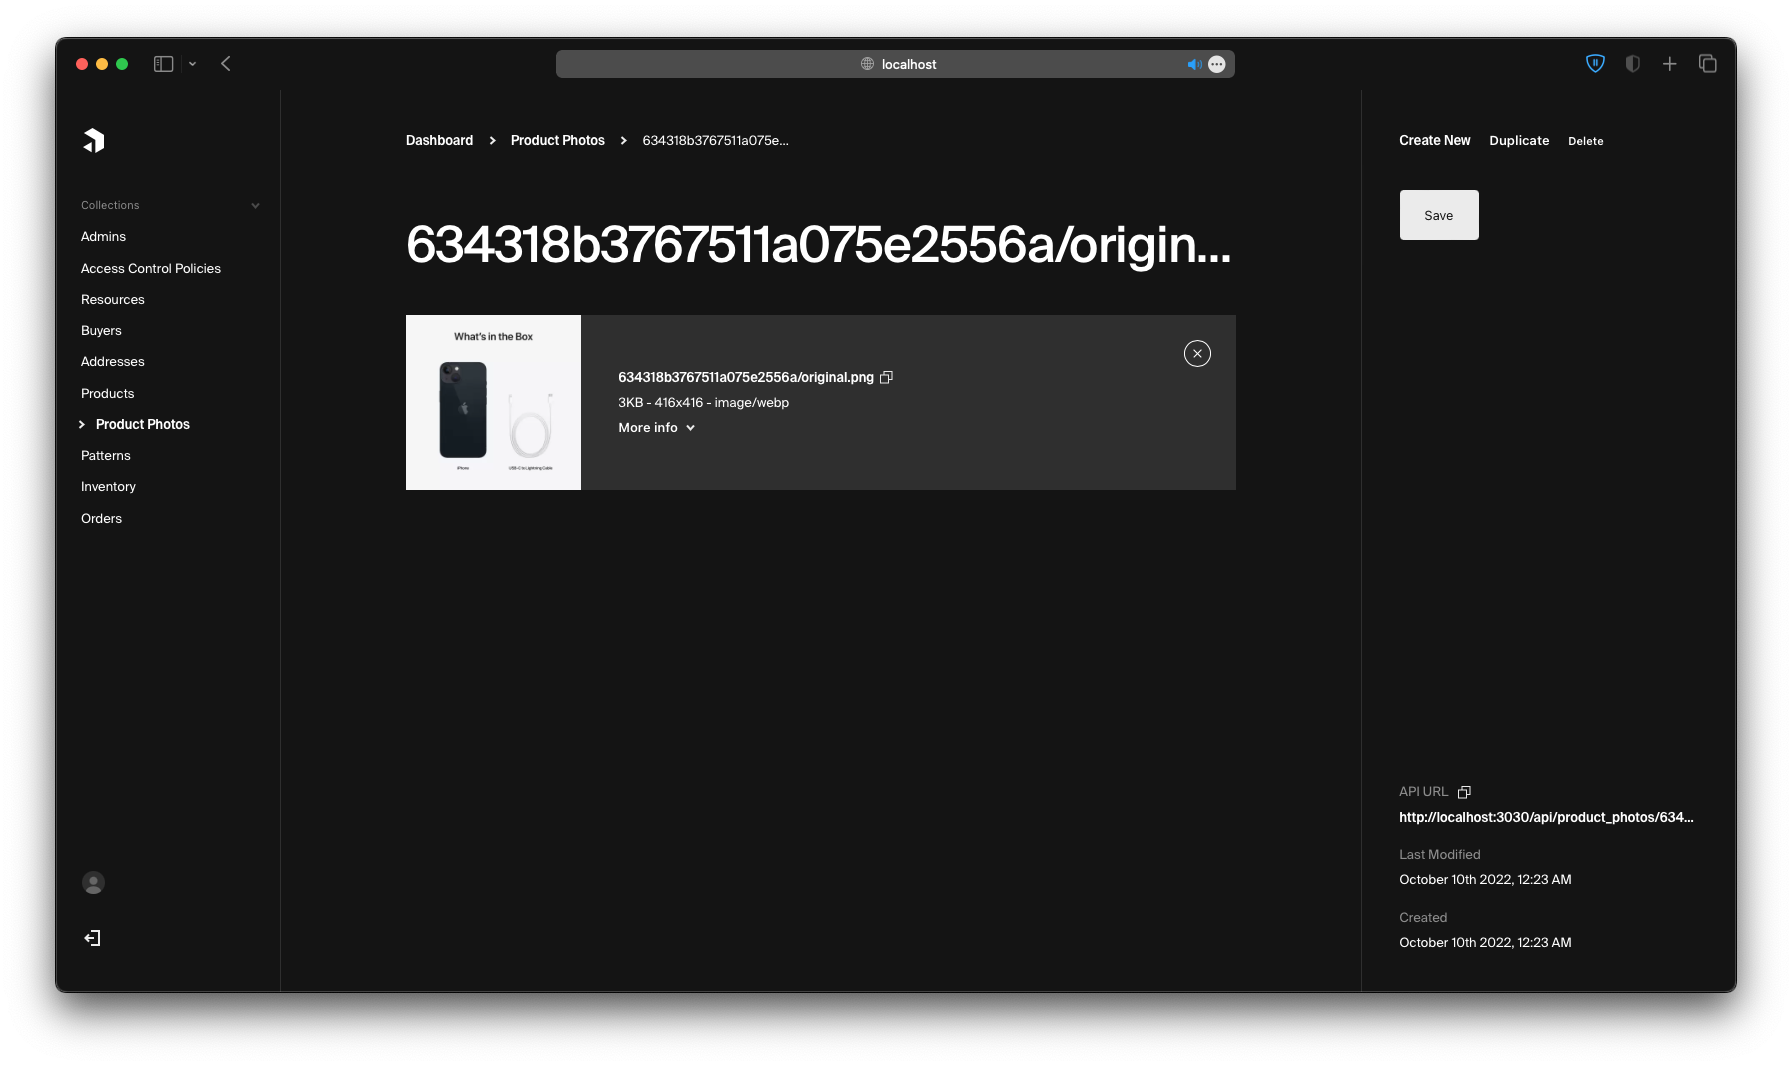 localhost
Dashboard
Product Photos
634318b3767511a075e...
Create New
Duplicate
Delete
Collections
Admins
Access Control Policies
Resources
Buyers
Addresses
Products
Product Photos
Patterns
Inventory
Orders
634318b3767511a075e2556a/origin...
What's in the Box
iPhone
USB-C to Lightning Cable
634318b3767511a075e2556a/original.png
3KB - 416x416 - image/webp
More info
Save
API URL
http://localhost:3030/api/product_photos/634...
Last Modified
October 10th 2022, 12:23 AM
Created
October 10th 2022, 12:23 AM